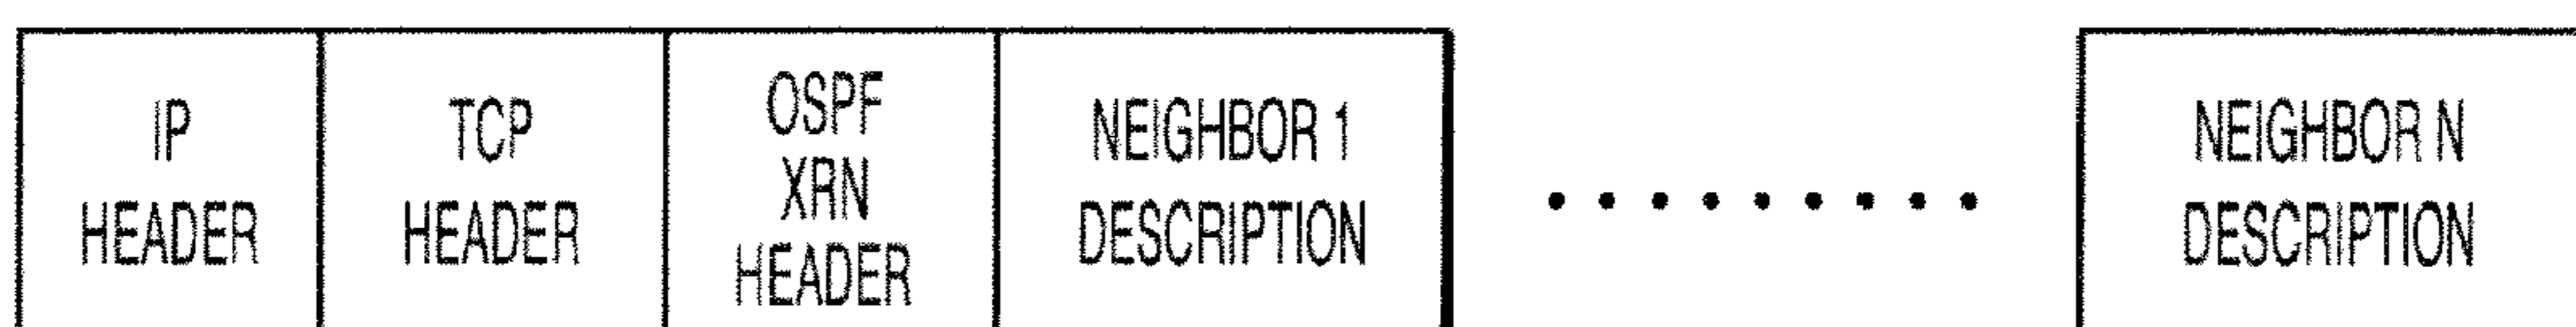 IP
HEADER
TCP
HEADER
OSPF
XRN
HEADER
NEIGHBOR 1
DESCRIPTION
.........
NEIGHBOR N
DESCRIPTION